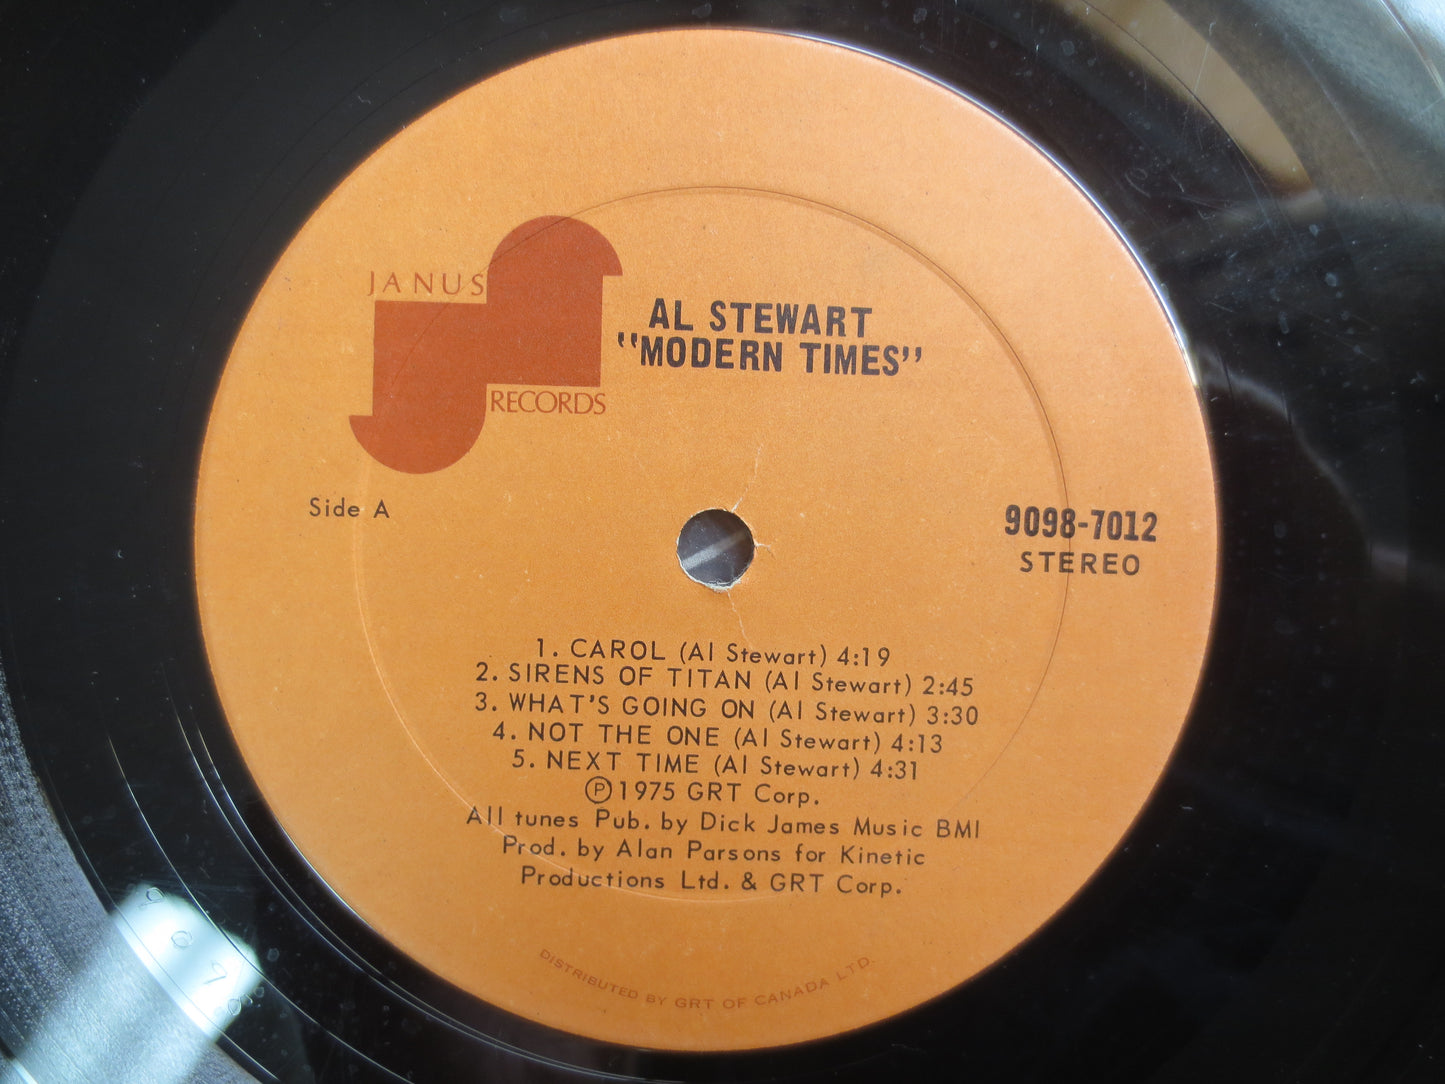 JANUS
RECORDS
AL STEWART
"MODERN TIMES"
Side A
9098-7012
STEREO
1. CAROL (Al Stewart) 4:19
2. SIRENS OF TITAN (Al Stewart) 2:45
3. WHAT'S GOING ON (Al Stewart) 3:30
4. NOT THE ONE (Al Stewart) 4:13
5. NEXT TIME (Al Stewart) 4:31
Ⓟ1975 GRT Corp.
All tunes Pub. by Dick James Music BMI
Prod. by Alan Parsons for Kinetic
Productions Ltd. & GRT Corp.
DISTRIBUTED BY GRT OF CANADA LTD.